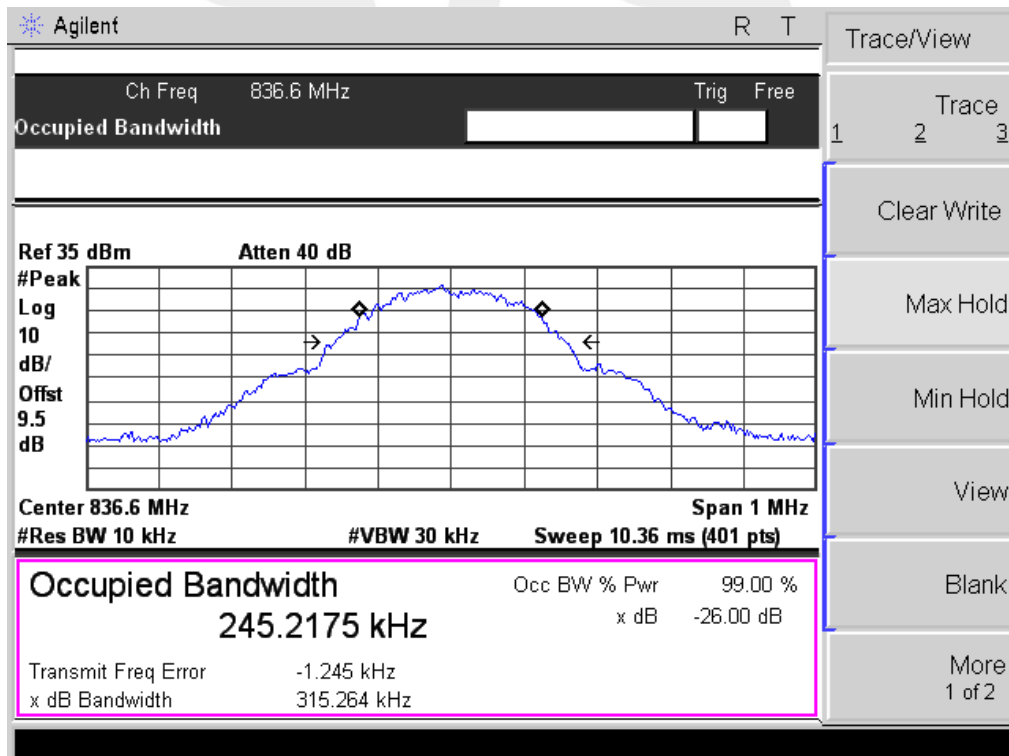 Agilent R T
Ch Freq 836.6 MHz Trig Free
Occupied Bandwidth
Ref 35 dBm Atten 40 dB
#Peak
Log
10
dB/
Offst
9.5
dB
Center 836.6 MHz Span 1 MHz
#Res BW 10 kHz #VBW 30 kHz Sweep 10.36 ms (401 pts)
Occupied Bandwidth
245.2175 kHz
Occ BW % Pwr 99.00 %
x dB -26.00 dB
Transmit Freq Error -1.245 kHz
x dB Bandwidth 315.264 kHz
Trace/View
Trace
1 2 3
Clear Write
Max Hold
Min Hold
View
Blank
More
1 of 2